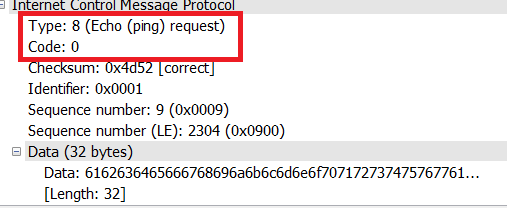 Internet Control Message Protocol
Type: 8 (Echo (ping) request)
Code: 0
Checksum: 0x4d52 [correct]
Identifier: 0x0001
Sequence number: 9 (0x0009)
Sequence number (LE): 2304 (0x0900)
Data (32 bytes)
Data: 6162636465666768696a6b6c6d6e6f707172737475767761...
[Length: 32]